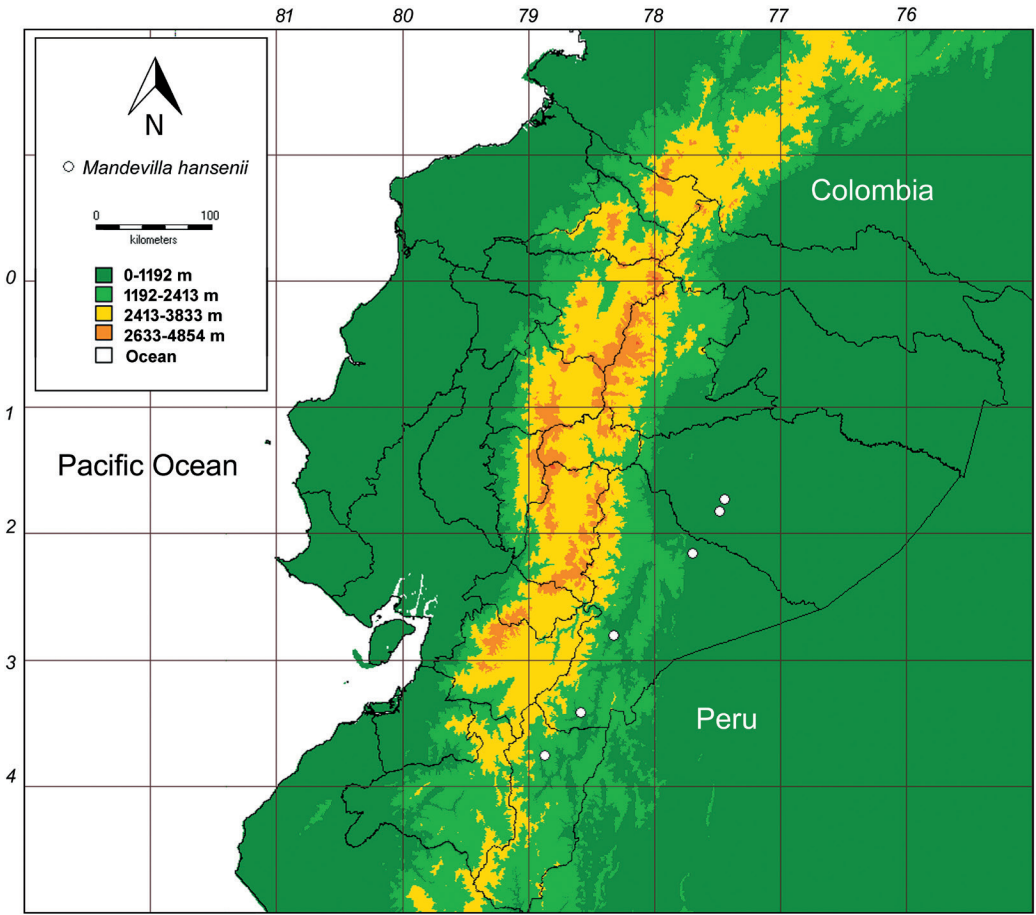 81 80 79 78 77 76
N
Mandevilla hansenii
0 100
kilometers
0-1192 m
1192-2413 m
2413-3833 m
2633-4854 m
Ocean
Colombia
0
1
Pacific Ocean
2
3
Peru
4